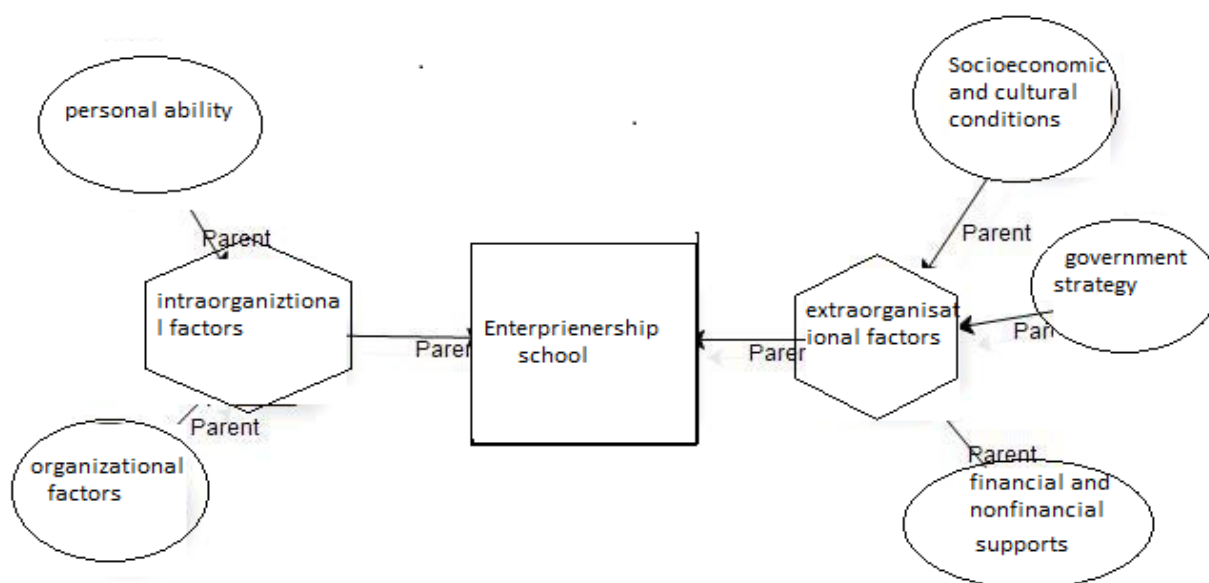 personal ability
Parent
intraorganiztiona
l factors
Parent
organizational
factors
Parer
Enterprienership
school
Socioeconomic
and cultural
conditions
Parent
government
strategy
Parı
extraorganisat
ional factors
Parer
Parent
financial and
nonfinancial
supports